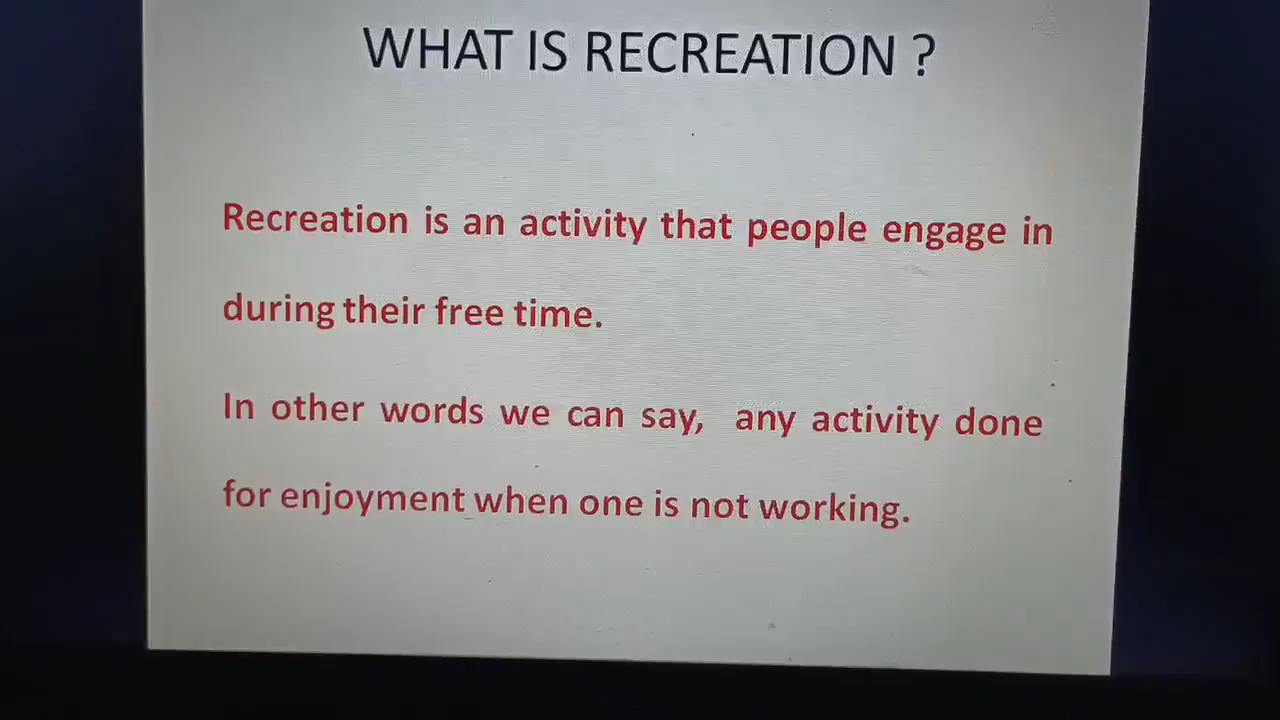 WHAT IS RECREATION ?
Recreation is an activity that people engage in
during their free time.
In other words we can say, any activity done
for enjoyment when one is not working.